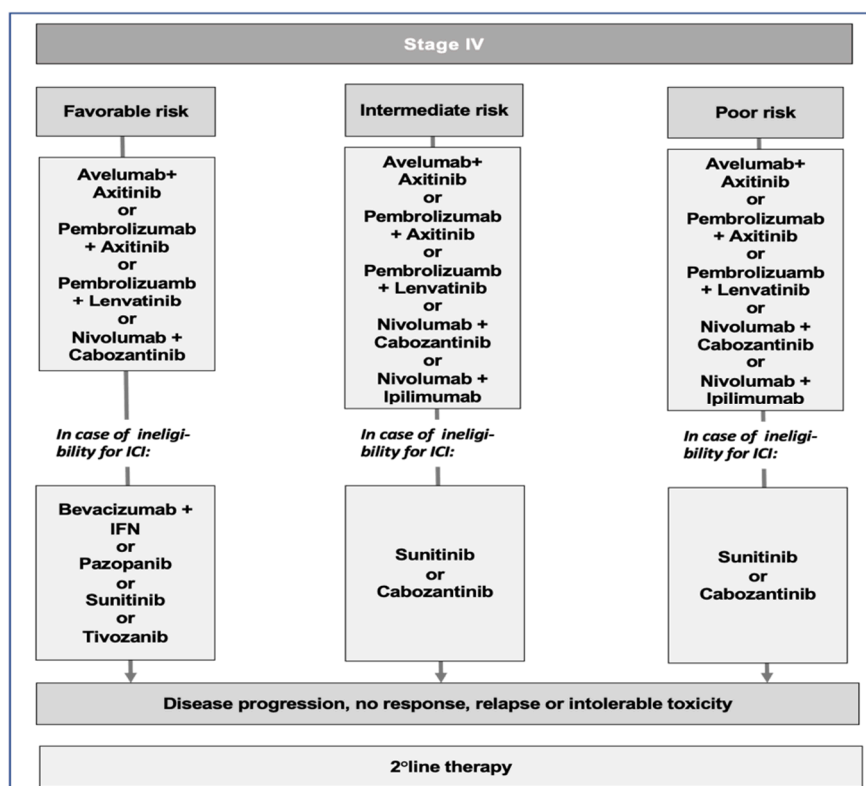 Stage IV
Favorable risk
Avelumab+
Axitinib
or
Pembrolizumab
+ Axitinib
or
Pembrolizuamb
+ Lenvatinib
or
Nivolumab +
Cabozantinib
In case of ineligi-
bility for ICI:
Bevacizumab +
IFN
or
Pazopanib
or
Sunitinib
or
Tivozanib
Intermediate risk
Avelumab+
Axitinib
or
Pembrolizumab
+ Axitinib
or
Pembrolizuamb
+ Lenvatinib
or
Nivolumab +
Cabozantinib
or
Nivolumab +
Ipilimumab
In case of ineligi-
bility for ICI:
Sunitinib
or
Cabozantinib
Poor risk
Avelumab+
Axitinib
or
Pembrolizumab
+ Axitinib
or
Pembrolizuamb
+ Lenvatinib
or
Nivolumab +
Cabozantinib
or
Nivolumab +
Ipilimumab
In case of ineligi-
bility for ICI:
Sunitinib
or
Cabozantinib
Disease progression, no response, relapse or intolerable toxicity
2°line therapy